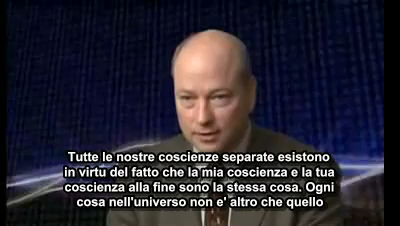 Tutte le nostre coscienze separate esistono
in virtu del fatto che la mia coscienza e la tua
coscienza alla fine sono la stessa cosa. Ogni
cosa nell'universo non e' altro che quello